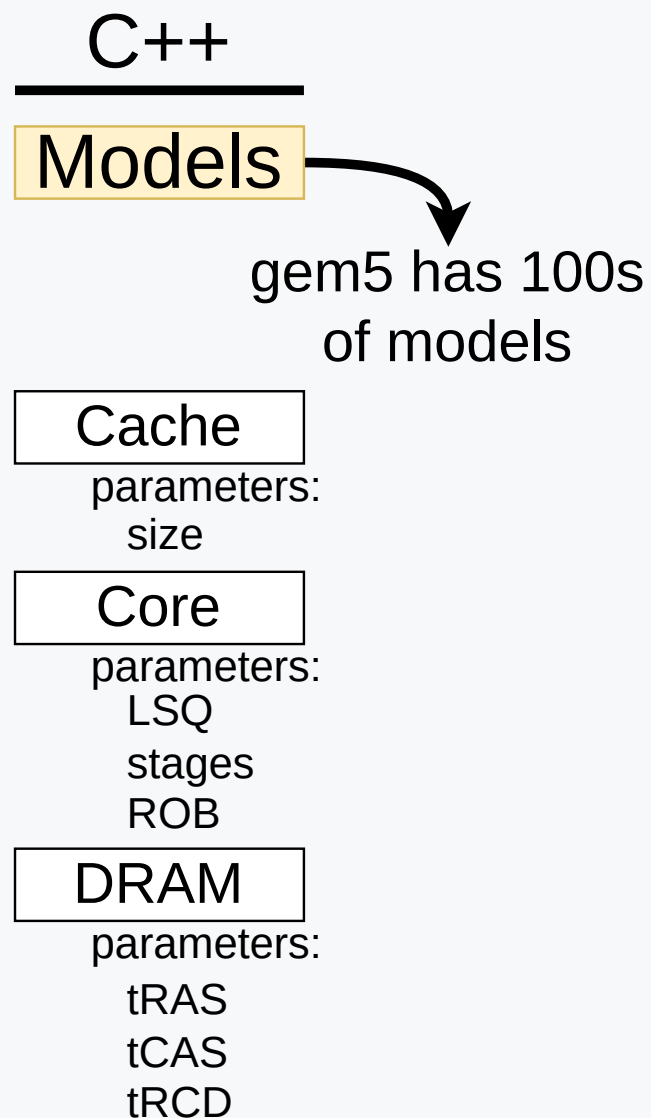 C++
Models
gem5 has 100s
of models
Cache
parameters:
size
Core
parameters:
LSQ
stages
ROB
DRAM
parameters:
tRAS
tCAS
tRCD